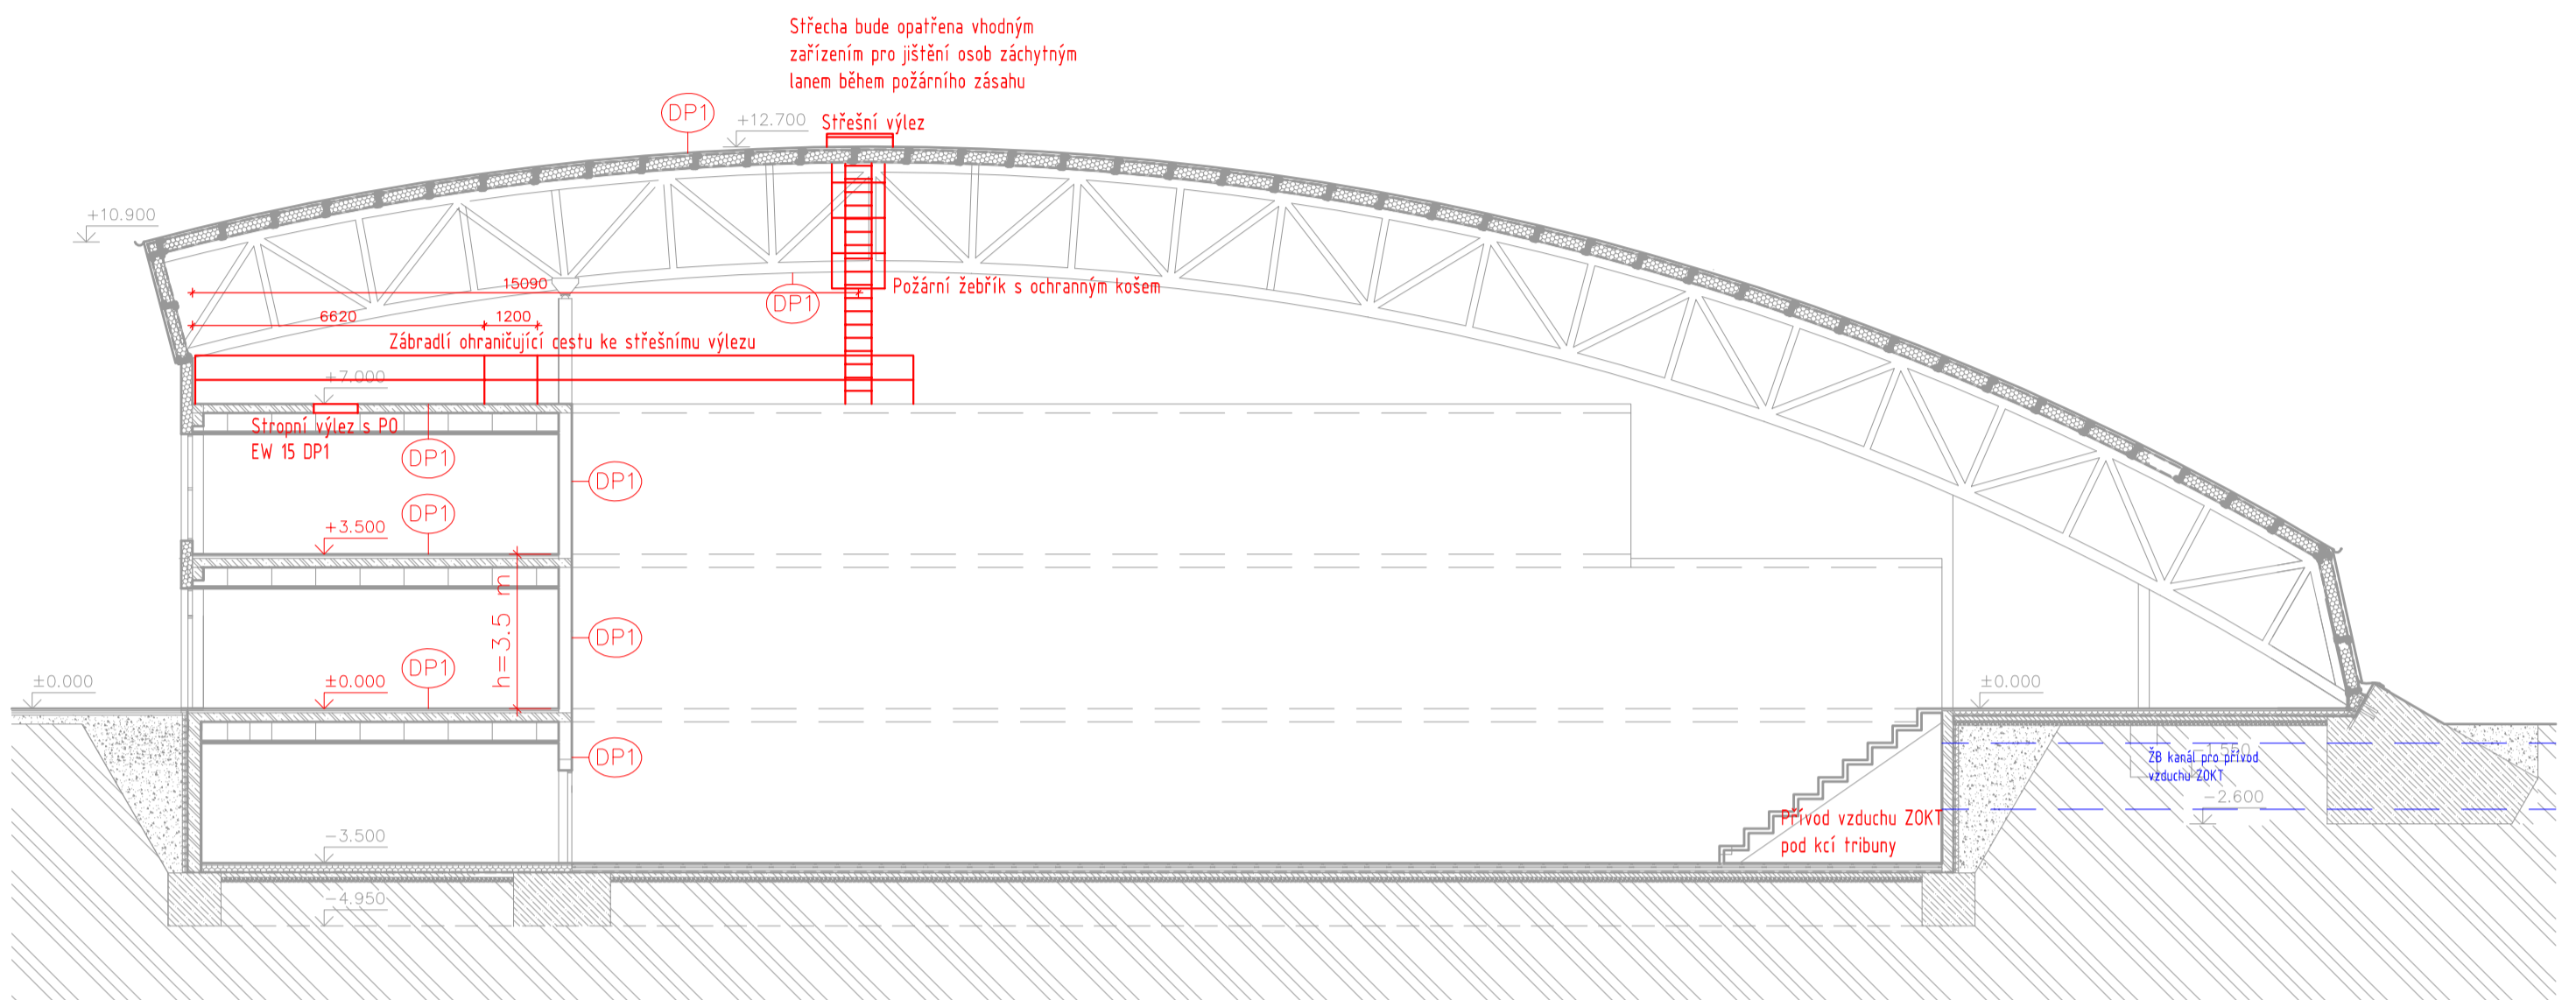 Střecha bude opatřena vhodným
zařízením pro jištění osob záchytným
lanem během požárního zásahu
DP1
+12.700
Střešní výlez
+10.900
15090
Požární žebřík s ochranným košem
DP1
6620
1200
Zábradlí ohraničující cestu ke střešnímu výlezu
+7.000
Stropní výlez s PO
EW 15 DP1
DP1
DP1
DP1
+3.500
h=3.5 m
DP1
DP1
±0.000
±0.000
±0.000
DP1
-1.550
ŽB kanál pro přívod
vzduchu ZOKT
-2.600
Přívod vzduchu ZOKT
pod kcí tribuny
-3.500
-4.950